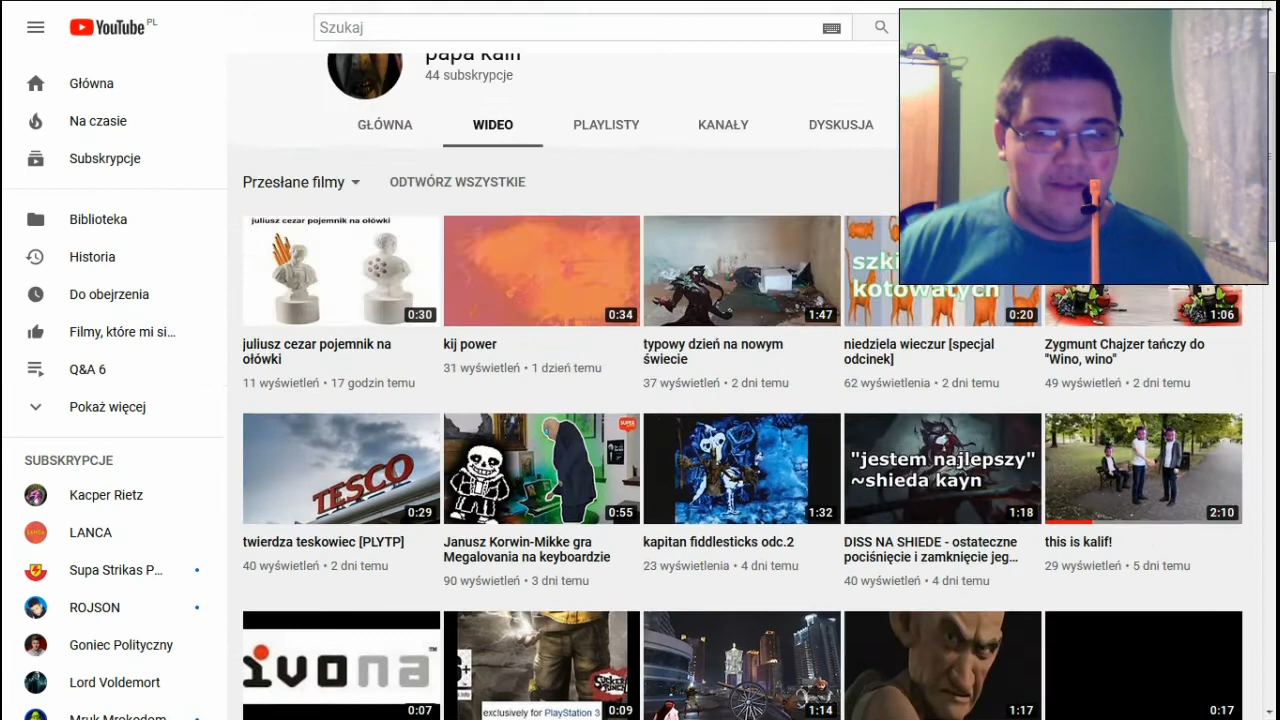 YouTube PL
Szukaj
papa kain
44 subskrypcje
GŁÓWNA
WIDEO
PLAYLISTY
KANAŁY
DYSKUSJA
Główna
Na czasie
Subskrypcje
Biblioteka
Historia
Do obejrzenia
Filmy, które mi si...
Q&A 6
Pokaż więcej
SUBSKRYPCJE
Kacper Rietz
LANCA
Supa Strikas P...
ROJSON
Goniec Polityczny
Lord Voldemort
Mruk Mrokodom
Przesłane filmy
ODTWÓRZ WSZYSTKIE
juliusz cezar pojemnik na ołówki
0:30
0:34
1:47
szki
kotowatych
0:20
1:06
juliusz cezar pojemnik na
ołówki
11 wyświetleń • 17 godzin temu
kij power
31 wyświetleń • 1 dzień temu
typowy dzień na nowym
świecie
37 wyświetleń • 2 dni temu
niedziela wieczur [specjal
odcinek]
62 wyświetlenia • 2 dni temu
Zygmunt Chajzer tańczy do
"Wino, wino"
49 wyświetleń • 2 dni temu
TESCO
0:29
0:55
1:32
"jestem najlepszy"
~shieda kayn
1:18
2:10
twierdza teskowiec [PLYTP]
40 wyświetleń • 2 dni temu
Janusz Korwin-Mikke gra
Megalovania na keyboardzie
90 wyświetleń • 3 dni temu
kapitan fiddlesticks odc.2
23 wyświetlenia • 4 dni temu
DISS NA SHIEDE - ostateczne
pociśnięcie i zamknięcie jeg...
40 wyświetleń • 4 dni temu
this is kalif!
29 wyświetleń • 5 dni temu
ivona
0:07
exclusively for PlayStation 3
0:09
1:14
1:17
0:17